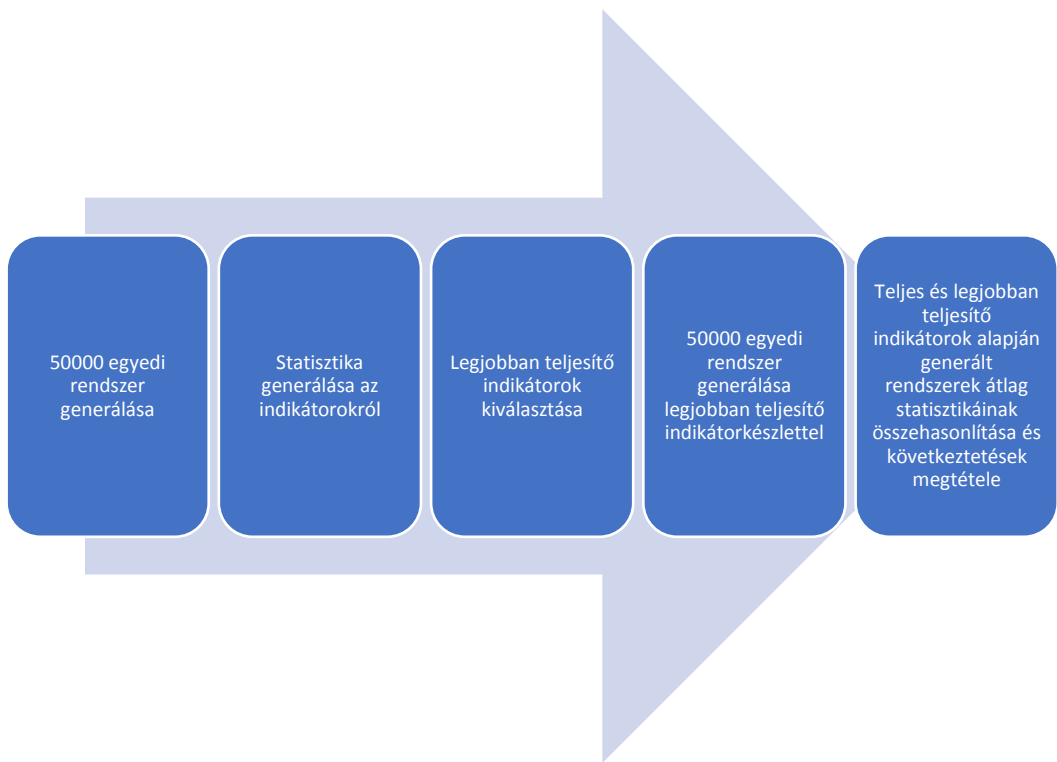 50000 egyedi
rendszer
generálása
Statisztika
generálása az
indikátorokról
Legjobban teljesítő
indikátorok
kiválasztása
50000 egyedi
rendszer
generálása
legjobban teljesítő
indikátorkészlettel
Teljes és legjobban
teljesítő
indikátorok alapján
generált
rendszerek átlag
statisztikáinak
összehasonlítása és
következtetések
megtétele